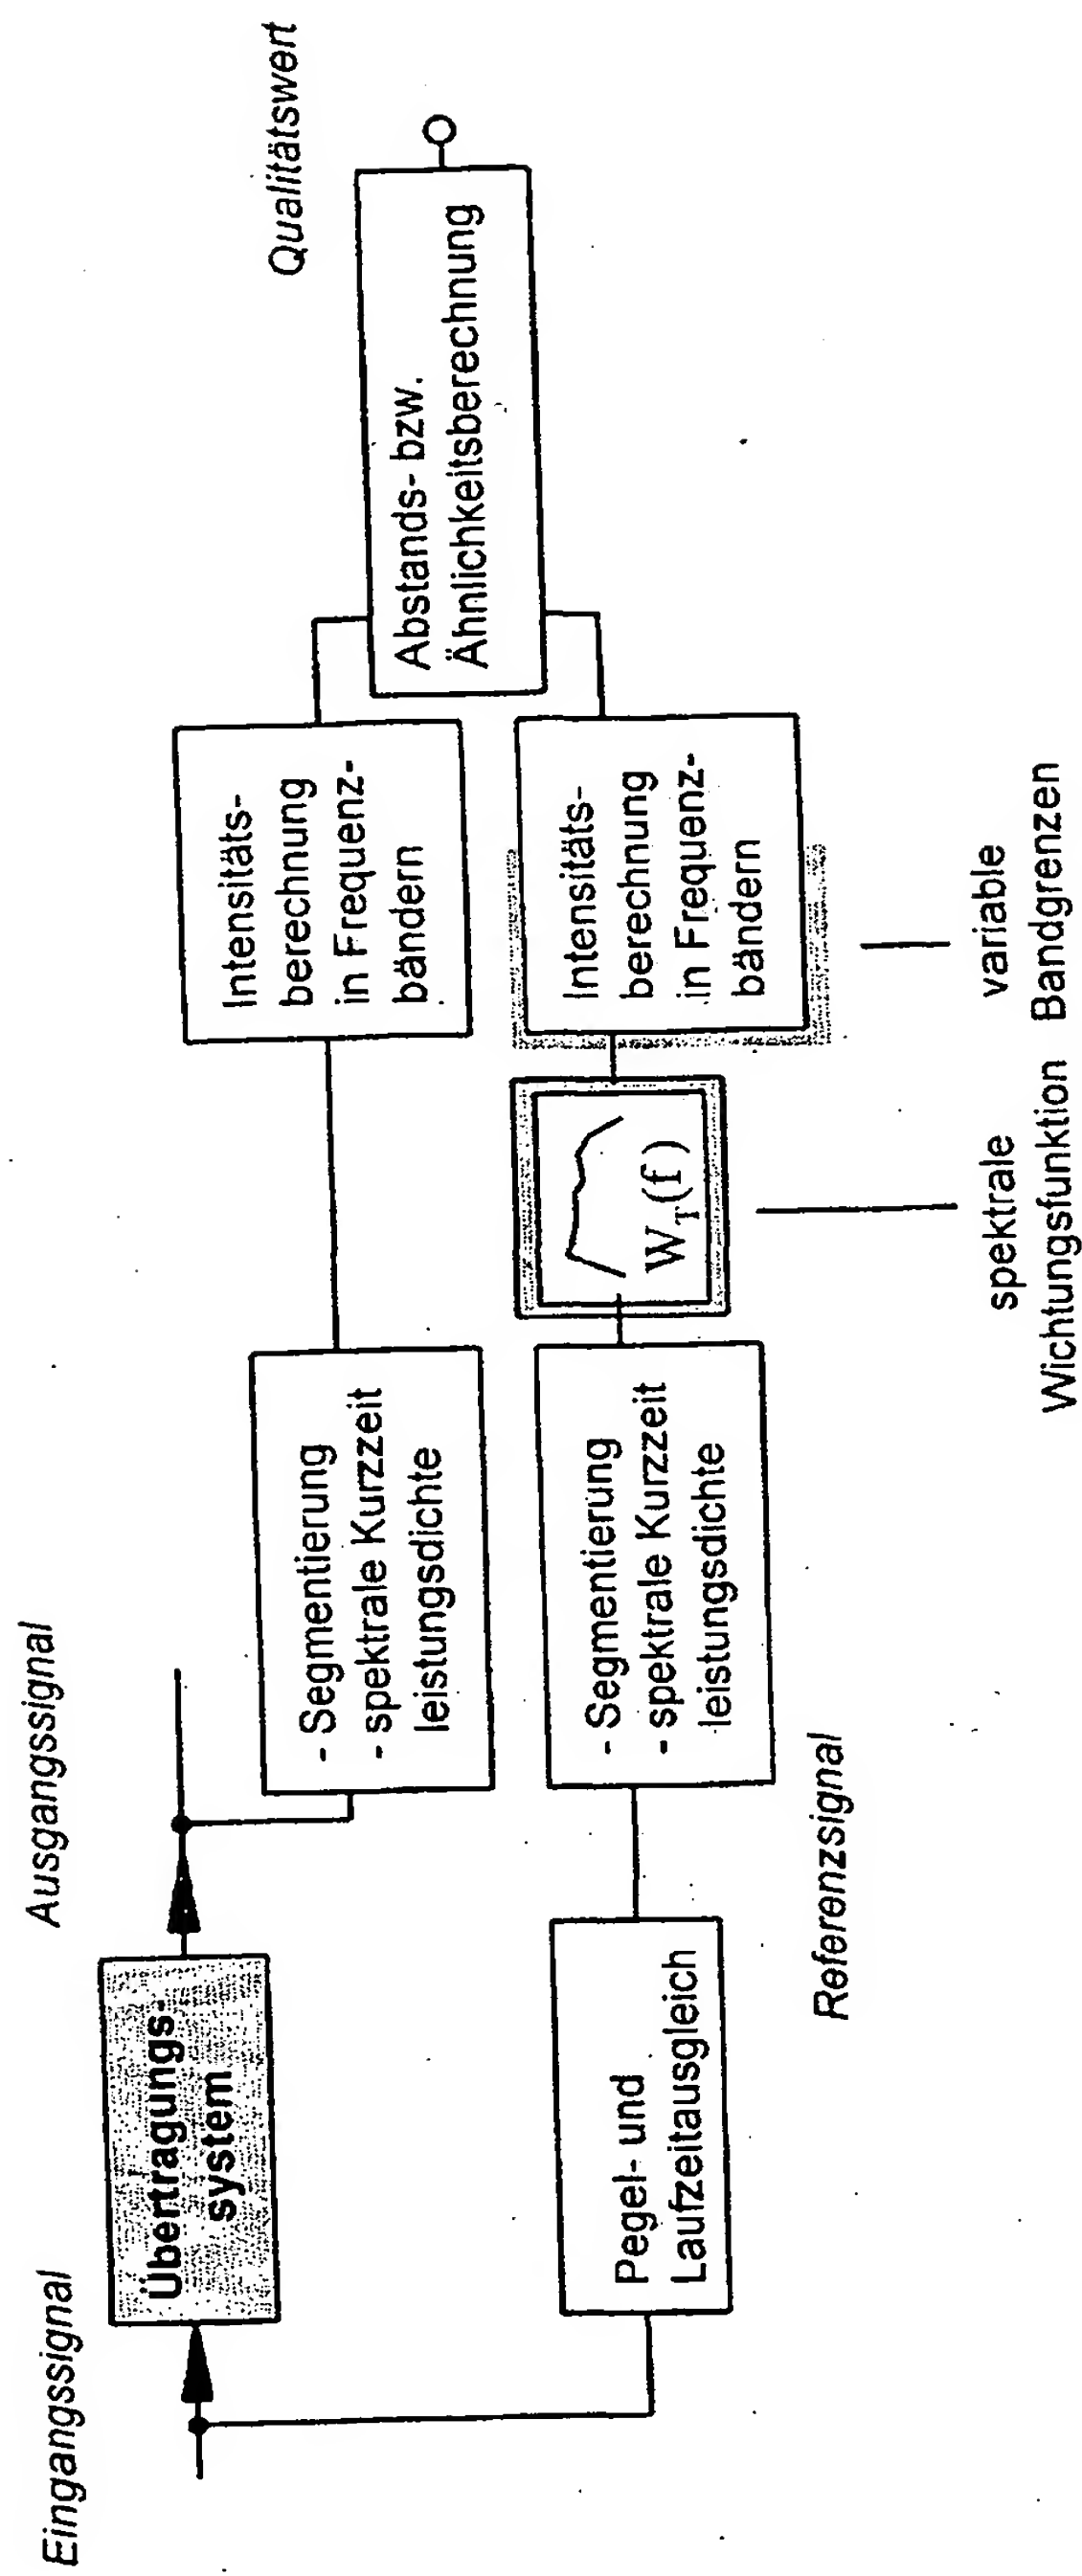 Eingangssignal
Übertragungs-
system
Ausgangssignal
Pegel- und
Laufzeitausgleich
Referenzsignal
- Segmentierung
- spektrale Kurzzeit
leistungsdichte
- Segmentierung
- spektrale Kurzzeit
leistungsdichte
W_T(f)
spektrale
Wichtungsfunktion
Intensitäts-
berechnung
in Frequenz-
bändern
Intensitäts-
berechnung
in Frequenz-
bändern
variable
Bandgrenzen
Abstands- bzw.
Ähnlichkeitsberechnung
Qualitätswert